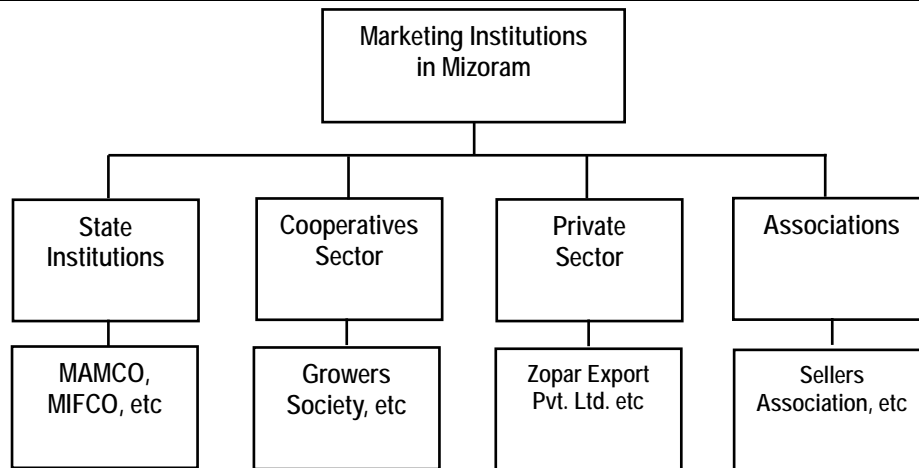 Marketing Institutions
in Mizoram
State
Institutions
Cooperatives
Sector
Private
Sector
Associations
MAMCO,
MIFCO, etc
Growers
Society, etc
Zopar Export
Pvt. Ltd. etc
Sellers
Association, etc